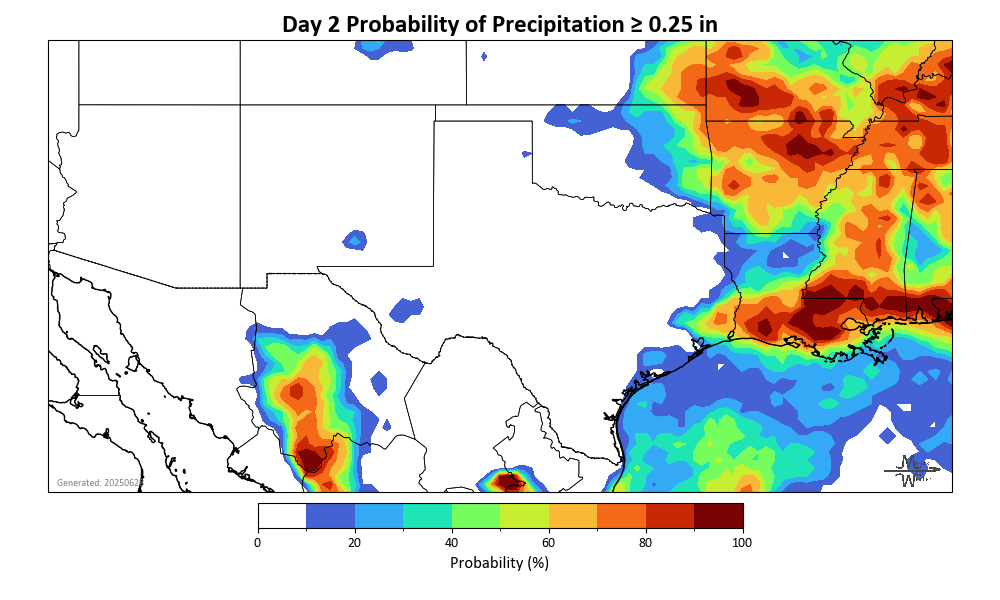 Day 2 Probability of Precipitation ≥ 0.25 in
Generated: 2025062
0 20 40 60 80 100
Probability (%)